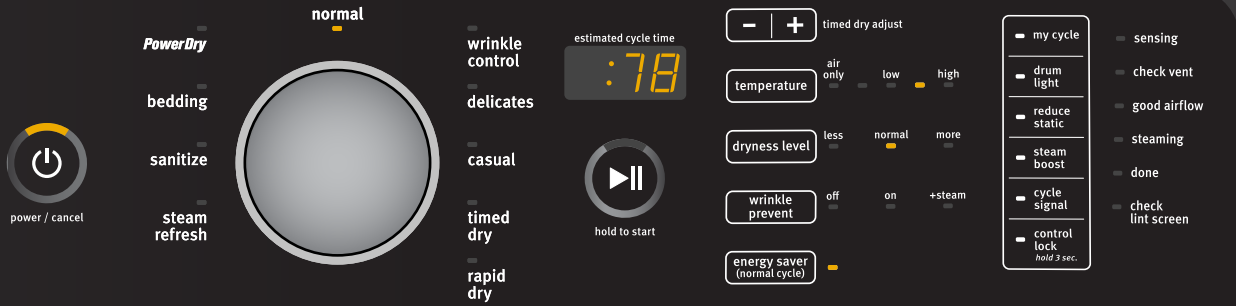 power / cancel
PowerDry
bedding
sanitize
steam
refresh
normal
wrinkle
control
delicates
casual
timed
dry
rapid
dry
estimated cycle time
:78
hold to start
– +
timed dry adjust
temperature
air
only
low
high
dryness level
less
normal
more
wrinkle
prevent
off
on
+steam
energy saver
(normal cycle)
my cycle
drum
light
reduce
static
steam
boost
cycle
signal
control
lock
hold 3 sec.
sensing
check vent
good airflow
steaming
done
check
lint screen